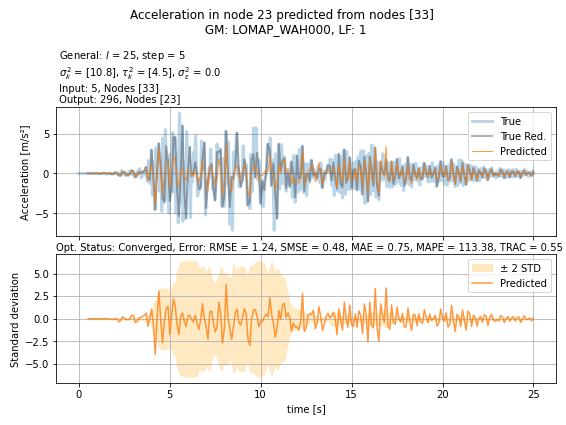 Acceleration in node 23 predicted from nodes [33]
GM: LOMAP_WAH000, LF: 1
General: l = 25, step = 5
σ²ₖ = [10.8], τ²ₖ = [4.5], σ²ₑ = 0.0
Input: 5, Nodes [33]
Output: 296, Nodes [23]
Acceleration [m/s²]
5
0
−5
True
True Red.
Predicted
Opt. Status: Converged, Error: RMSE = 1.24, SMSE = 0.48, MAE = 0.75, MAPE = 113.38, TRAC = 0.55
Standard deviation
5.0
2.5
0.0
−2.5
−5.0
± 2 STD
Predicted
0 5 10 15 20 25
time [s]